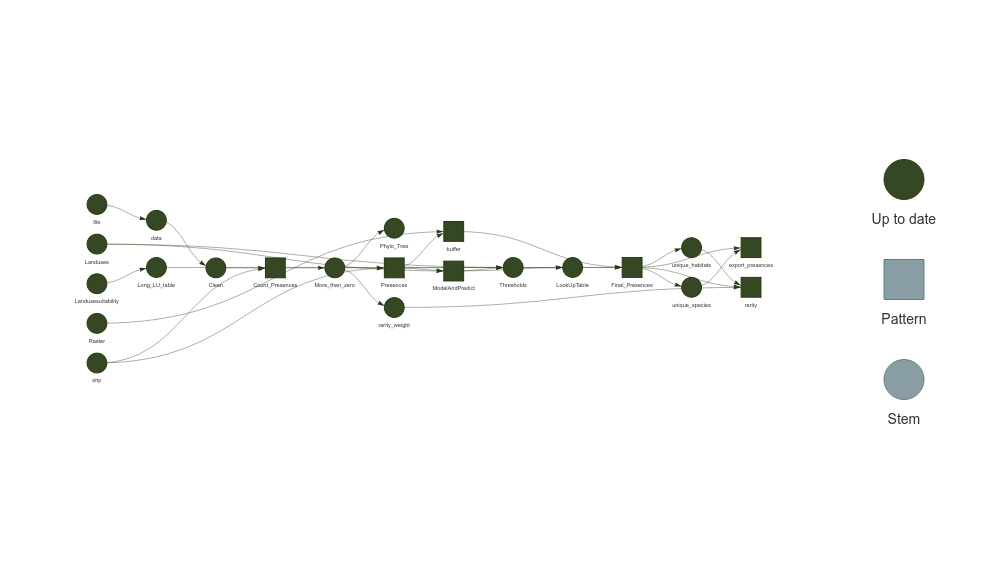 file
Landuses
Landusesuitability
Raster
shp
data
Long_LU_table
Clean
Count_Presences
More_than_zero
Phylo_Tree
Presences
rarity_weight
buffer
ModelAndPredict
Thresholds
LookUpTable
Final_Presences
unique_habitats
unique_species
export_presences
rarity
Up to date
Pattern
Stem